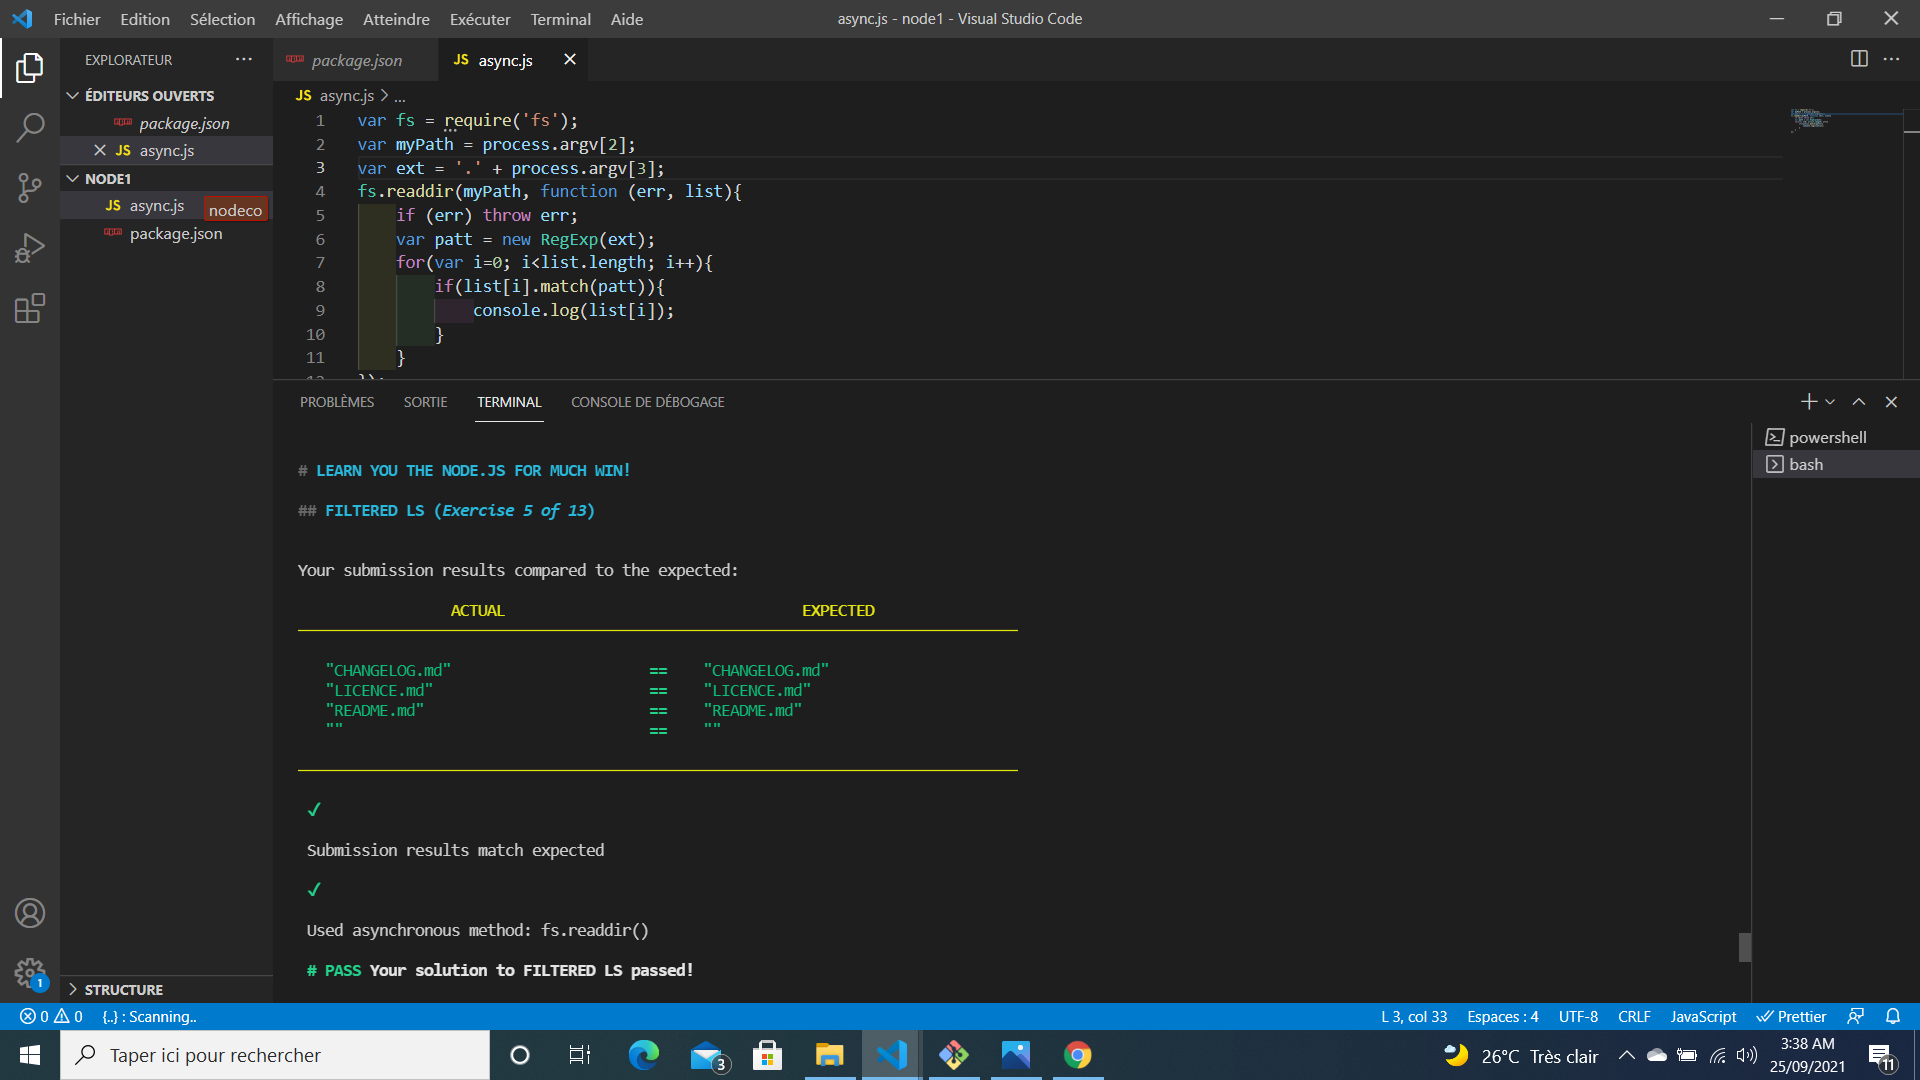 Fichier Edition Sélection Affichage Atteindre Exécuter Terminal Aide
async.js - node1 - Visual Studio Code
EXPLORATEUR
ÉDITEURS OUVERTS
package.json
async.js
NODE1
async.js
nodeco
package.json
STRUCTURE
package.json
JS async.js
JS async.js > ...
1 var fs = require('fs');
2 var myPath = process.argv[2];
3 var ext = '.' + process.argv[3];
4 fs.readdir(myPath, function (err, list){
5 if (err) throw err;
6 var patt = new RegExp(ext);
7 for(var i=0; i<list.length; i++){
8 if(list[i].match(patt)){
9 console.log(list[i]);
10 }
11 }
12 });
PROBLÈMES SORTIE TERMINAL CONSOLE DE DÉBOGAGE
powershell
bash
# LEARN YOU THE NODE.JS FOR MUCH WIN!
## FILTERED LS (Exercise 5 of 13)
Your submission results compared to the expected:
ACTUAL EXPECTED
"CHANGELOG.md" == "CHANGELOG.md"
"LICENCE.md" == "LICENCE.md"
"README.md" == "README.md"
"" == ""
✓
Submission results match expected
✓
Used asynchronous method: fs.readdir()
# PASS Your solution to FILTERED LS passed!
1
0 0 {..} : Scanning..
L 3, col 33 Espaces : 4 UTF-8 CRLF JavaScript Prettier
Taper ici pour rechercher
3
26°C Très clair
3:38 AM
25/09/2021
11